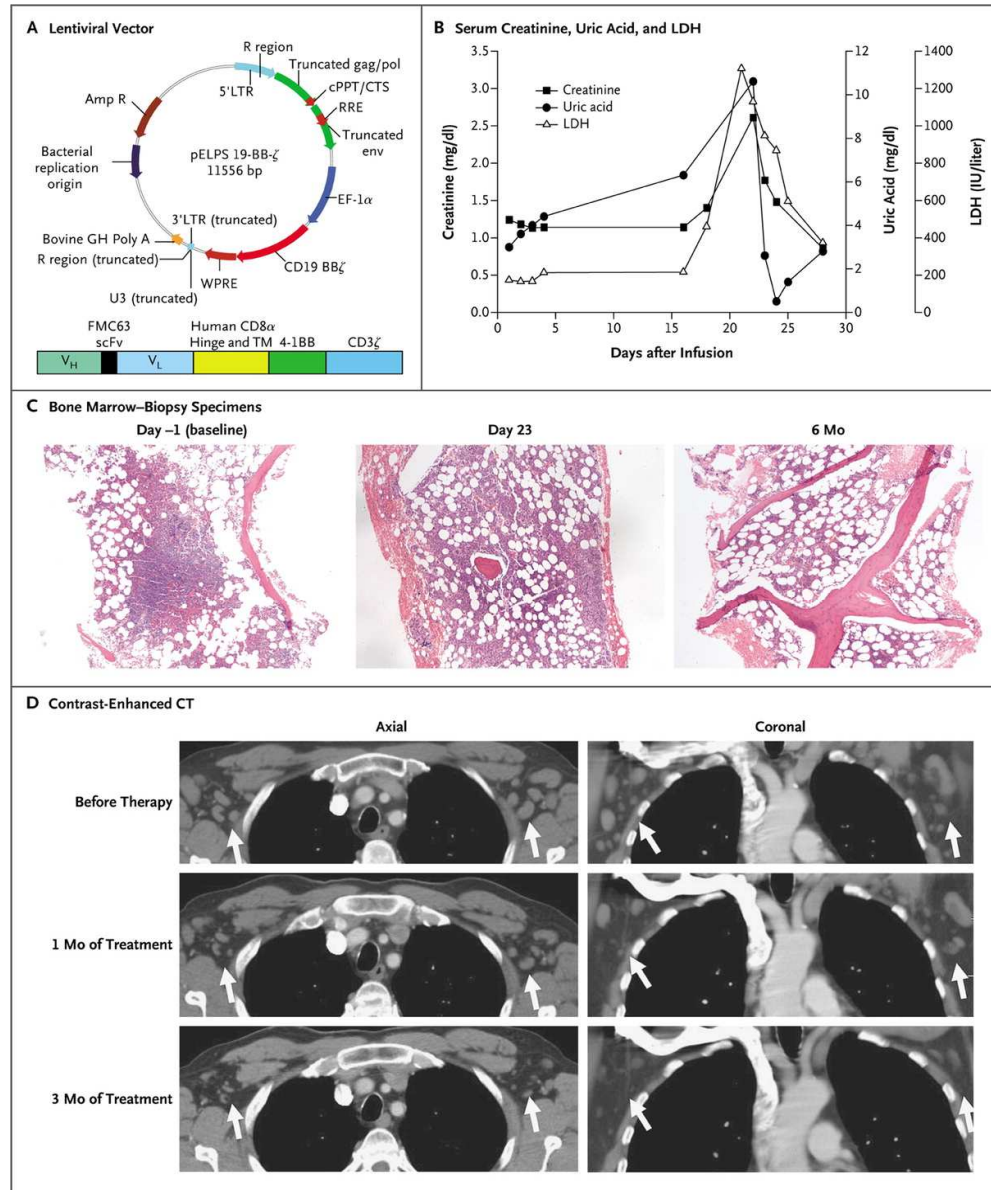 A Lentiviral Vector
R region
5'LTR
Truncated gag/pol
cPPT/CTS
RRE
Truncated
env
Amp R
Bacterial
replication
origin
pELPS 19-BB-ζ
11556 bp
EF-1α
3'LTR (truncated)
Bovine GH Poly A
R region (truncated)
U3 (truncated)
WPRE
CD19 BBζ
FMC63
scFv
Human CD8α
Hinge and TM
4-1BB
CD3ζ
VH
VL
B Serum Creatinine, Uric Acid, and LDH
Creatinine
Uric acid
LDH
Creatinine (mg/dl)
3.5
3.0
2.5
2.0
1.5
1.0
0.5
0.0
Uric Acid (mg/dl)
12
10
8
6
4
2
0
LDH (IU/liter)
1400
1200
1000
800
600
400
200
0
0 5 10 15 20 25 30
Days after Infusion
C Bone Marrow–Biopsy Specimens
Day –1 (baseline)
Day 23
6 Mo
D Contrast-Enhanced CT
Axial
Coronal
Before Therapy
1 Mo of Treatment
3 Mo of Treatment